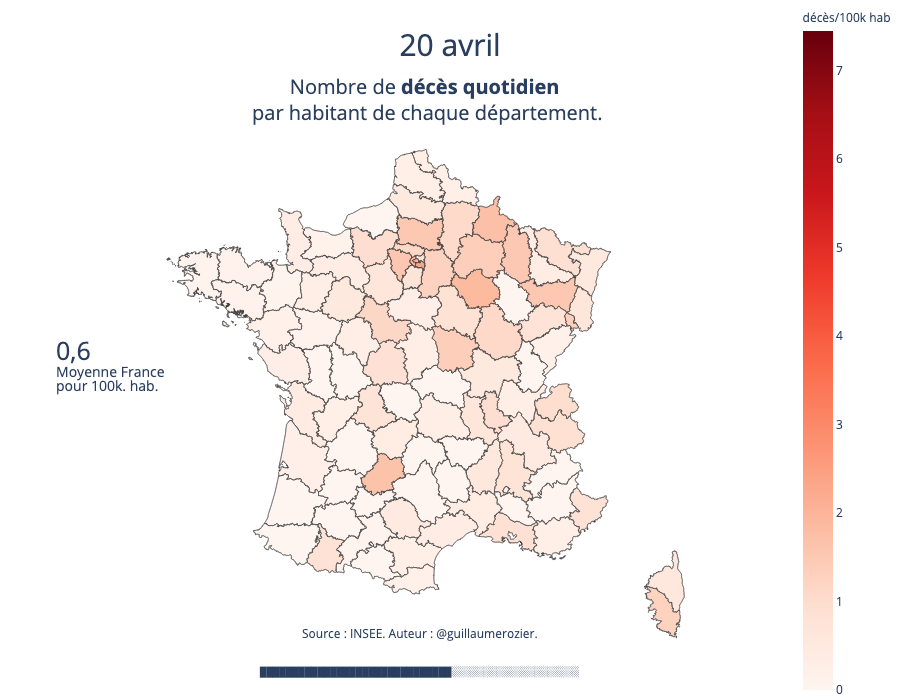 décès/100k hab
20 avril
Nombre de décès quotidien
par habitant de chaque département.
7
6
5
4
3
2
1
0
0,6
Moyenne France
pour 100k. hab.
Source : INSEE. Auteur : @guillaumerozier.